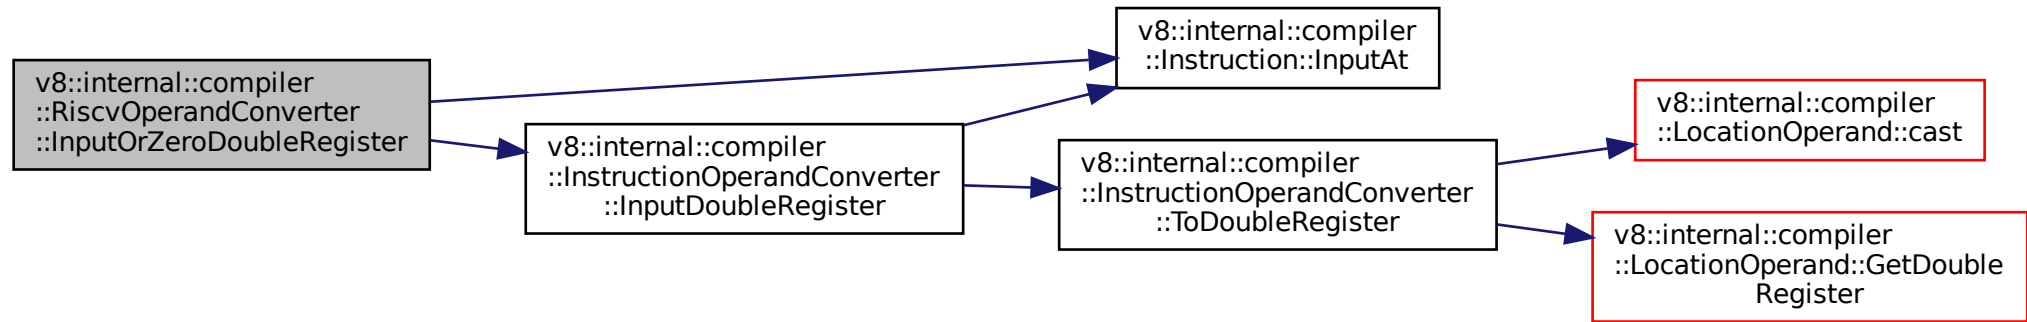 v8::internal::compiler
::RiscvOperandConverter
::InputOrZeroDoubleRegister
v8::internal::compiler
::InstructionOperandConverter
::InputDoubleRegister
v8::internal::compiler
::Instruction::InputAt
v8::internal::compiler
::InstructionOperandConverter
::ToDoubleRegister
v8::internal::compiler
::LocationOperand::cast
v8::internal::compiler
::LocationOperand::GetDouble
Register